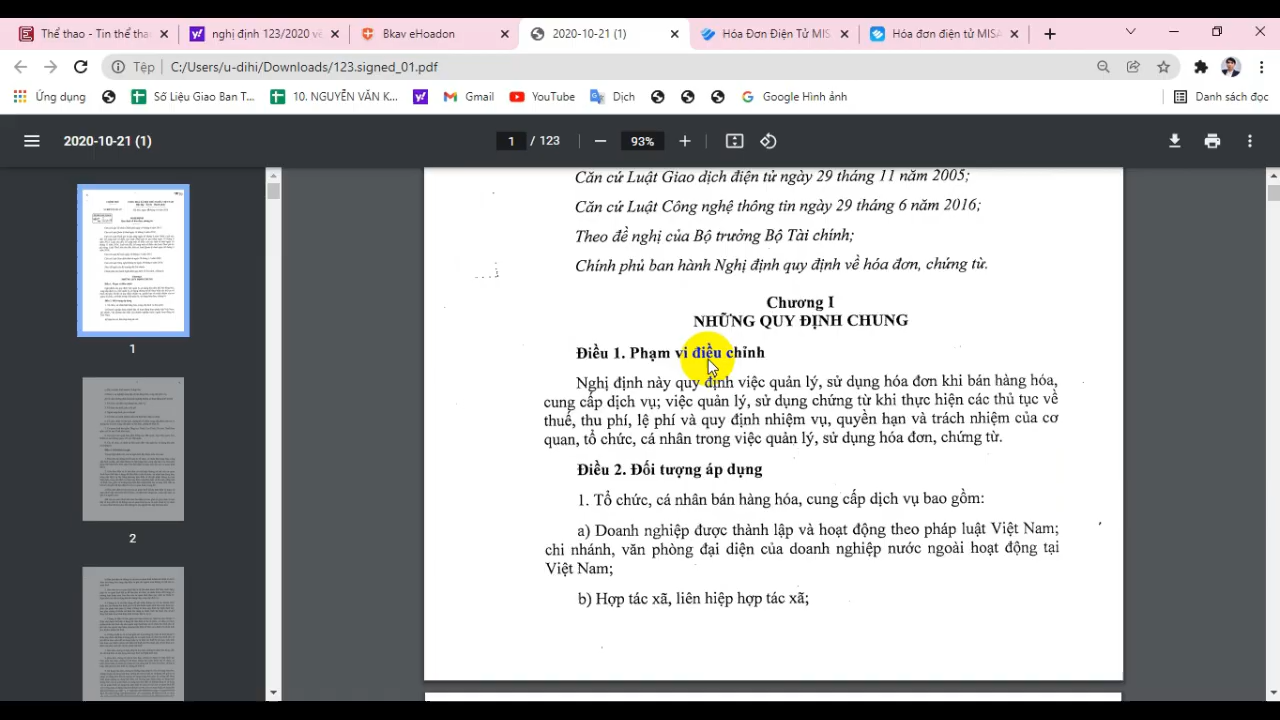 Thể thao - Tin thể tha
nghị định 123/2020 về
Bkav eHoadon
2020-10-21 (1)
Hóa Đơn Điện Tử MIS
Hóa đơn điện tử MISA
Tệp
C:/Users/u-dihi/Downloads/123.signed_01.pdf
Ứng dụng
Số Liệu Giao Ban T...
10. NGUYỄN VĂN K...
Gmail
YouTube
Dịch
Google Hình ảnh
Danh sách đọc
2020-10-21 (1)
1 / 123
93%
Căn cứ Luật Giao dịch điện tử ngày 29 tháng 11 năm 2005;
Căn cứ Luật Công nghệ thông tin ngày 29 tháng 6 năm 2016;
Theo đề nghị của Bộ trưởng Bộ Tài chính;
Chính phủ ban hành Nghị định quy định về hóa đơn, chứng từ.
Chương I
NHỮNG QUY ĐỊNH CHUNG
Điều 1. Phạm vi điều chỉnh
Nghị định này quy định việc quản lý, sử dụng hóa đơn khi bán hàng hóa,
cung cấp dịch vụ; việc quản lý, sử dụng chứng từ khi thực hiện các thủ tục về
thuế, thu phí, lệ phí và quy định nhiệm vụ, quyền hạn và trách nhiệm của cơ
quan, tổ chức, cá nhân trong việc quản lý, sử dụng hóa đơn, chứng từ.
Điều 2. Đối tượng áp dụng
1. Tổ chức, cá nhân bán hàng hóa, cung cấp dịch vụ bao gồm:
a) Doanh nghiệp được thành lập và hoạt động theo pháp luật Việt Nam;
chi nhánh, văn phòng đại diện của doanh nghiệp nước ngoài hoạt động tại
Việt Nam;
b) Hợp tác xã, liên hiệp hợp tác xã;
1
2